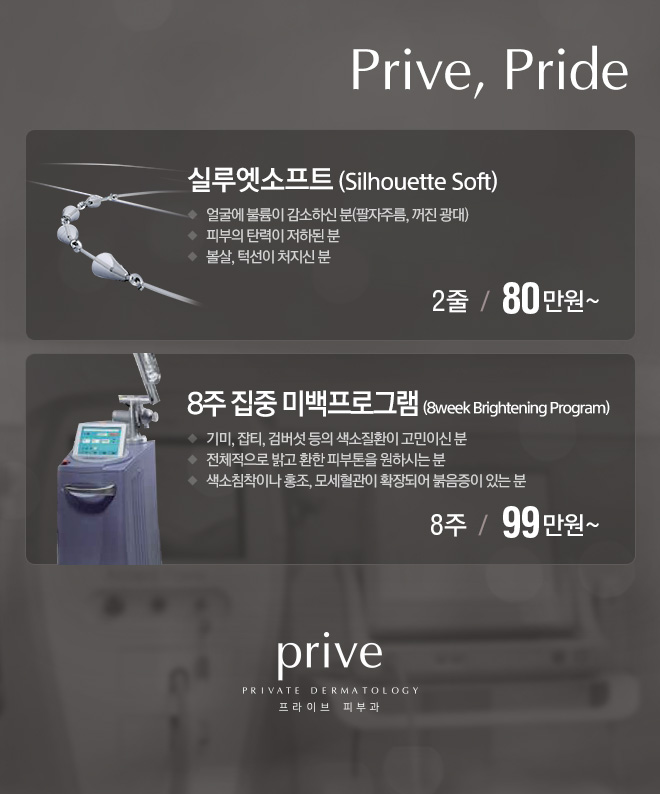 Prive, Pride
실루엣소프트 (Silhouette Soft)
◆ 얼굴에 볼륨이 감소하신 분(팔자주름, 꺼진 광대)
◆ 피부의 탄력이 저하된 분
◆ 볼살, 턱선이 처지신 분
2줄 / 80만원~
8주 집중 미백프로그램 (8week Brightening Program)
◆ 기미, 잡티, 검버섯 등의 색소질환이 고민이신 분
◆ 전체적으로 밝고 환한 피부톤을 원하시는 분
◆ 색소침착이나 홍조, 모세혈관이 확장되어 붉음증이 있는 분
8주 / 99만원~
prive
PRIVATE DERMATOLOGY
프라이브 피부과